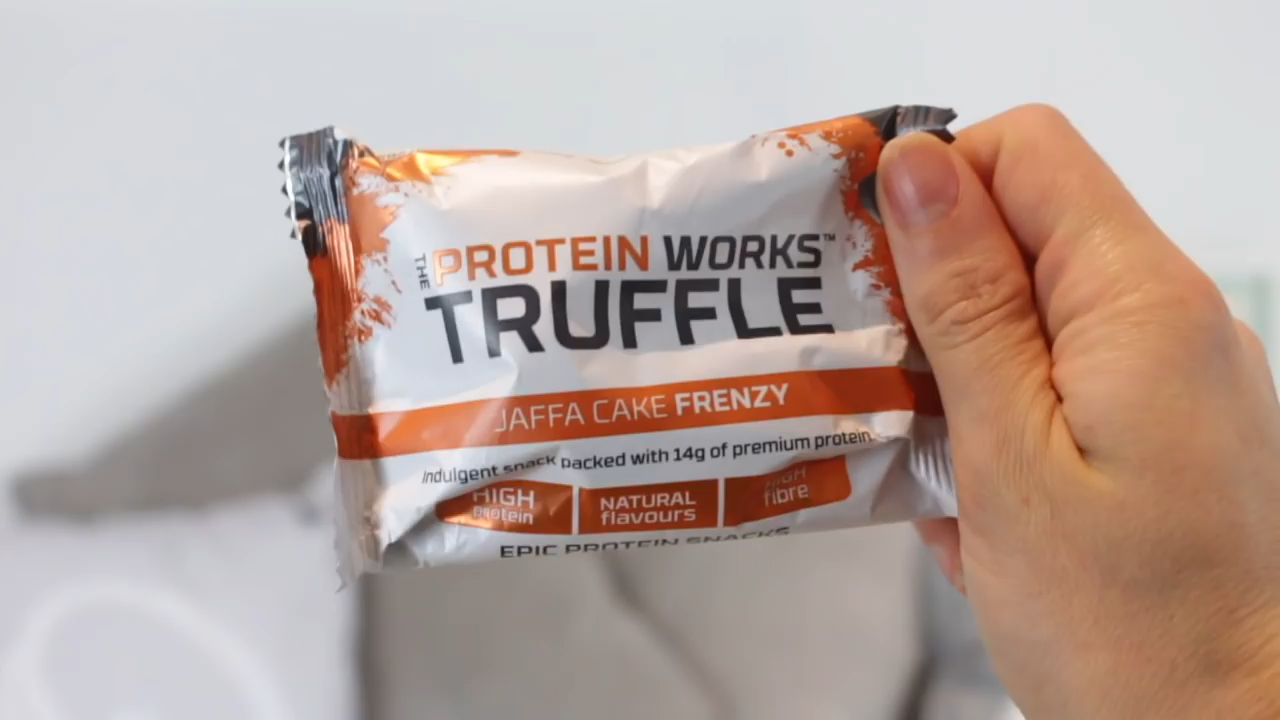 THE PROTEIN WORKS™
TRUFFLE
JAFFA CAKE FRENZY
Indulgent snack packed with 14g of premium protein.
HIGH protein
NATURAL flavours
HIGH fibre
EPIC PROTEIN SNACKS